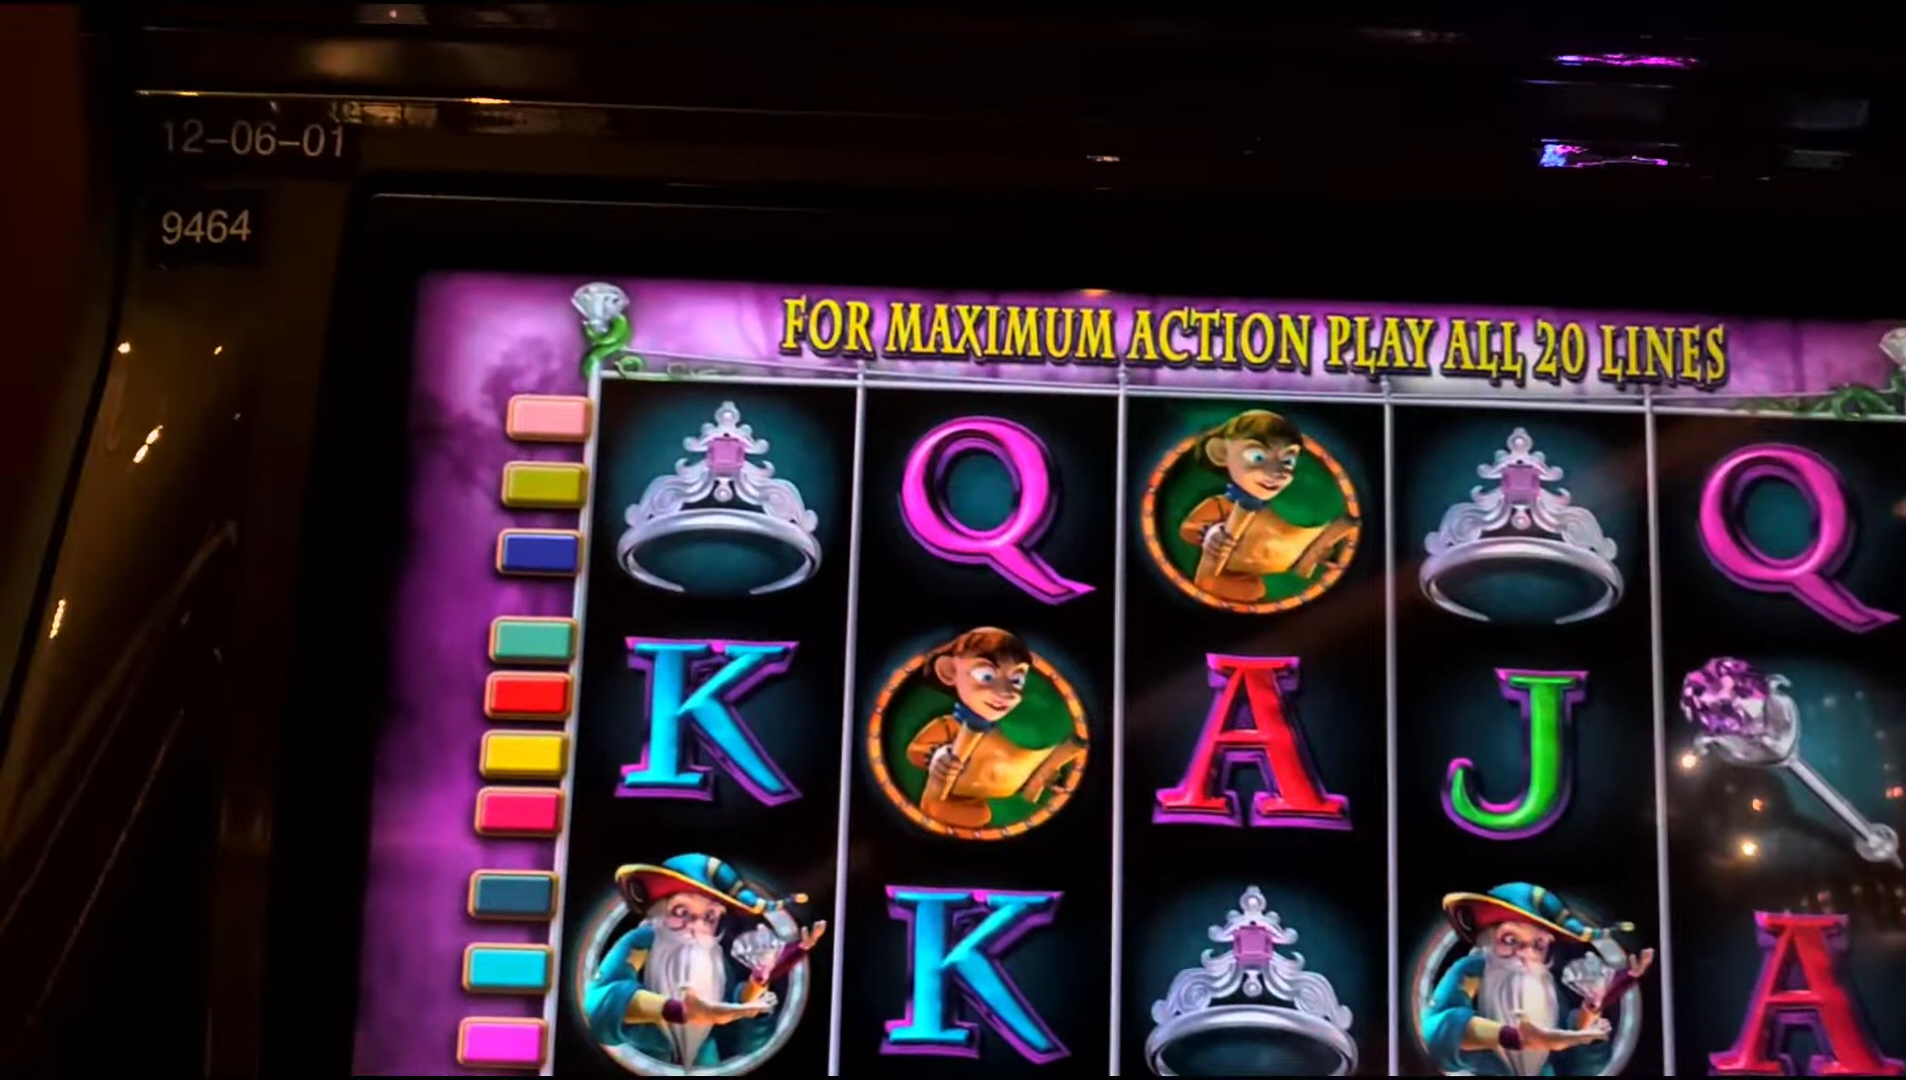 12-06-01
9464
FOR MAXIMUM ACTION PLAY ALL 20 LINES
Q Q
K A J
K A